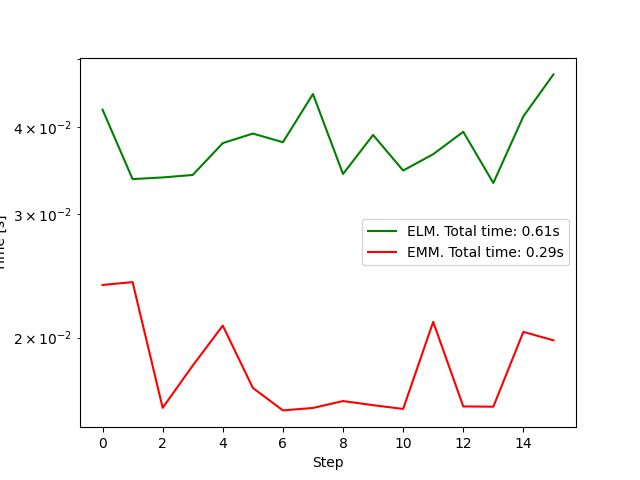 4 × 10⁻²
3 × 10⁻²
2 × 10⁻²
ELM. Total time: 0.61s
EMM. Total time: 0.29s
0 2 4 6 8 10 12 14
Step